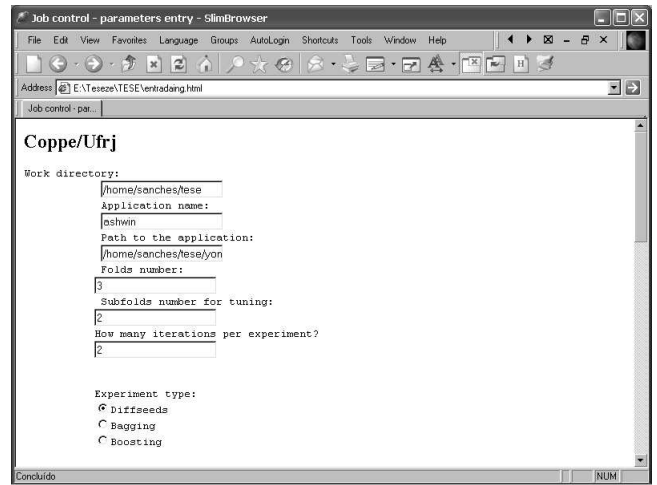 Job control - parameters entry - SlimBrowser
File Edit View Favorites Language Groups AutoLogin Shortcuts Tools Window Help
Address E:\Teseze\TESE\entradaing.html
Job control - par...
Coppe/Ufrj
Work directory:
/home/sanches/tese
Application name:
ashwin
Path to the application:
/home/sanches/tese/yon
Folds number:
3
Subfolds number for tuning:
2
How many iterations per experiment?
2
Experiment type:
Diffseeds
Bagging
Boosting
Concluído NUM